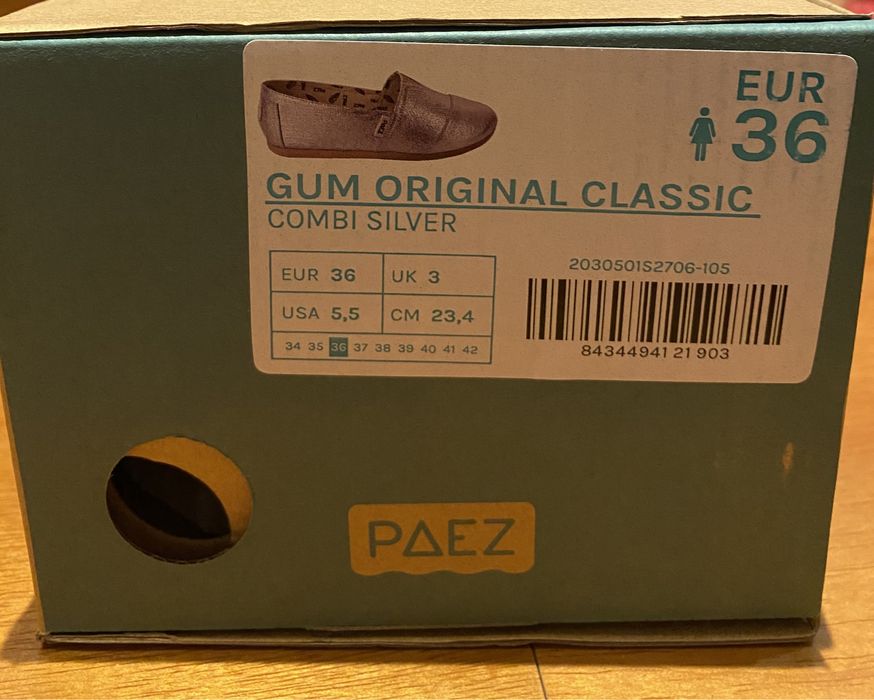 EUR
36
GUM ORIGINAL CLASSIC
COMBI SILVER
EUR 36 UK 3
USA 5,5 CM 23,4
34 35 36 37 38 39 40 41 42
2030501S2706-105
84344941 21 903
PAEZ